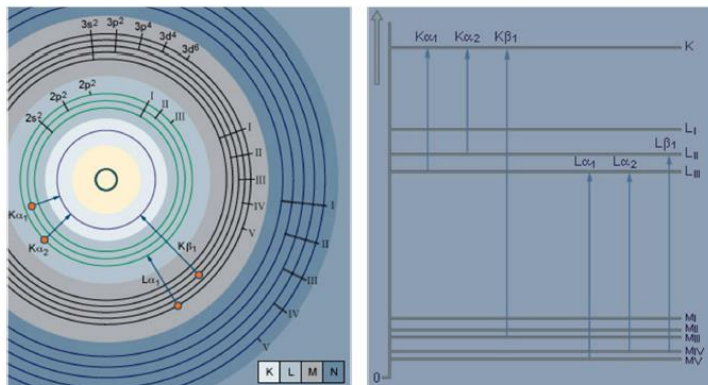 3s2 3p2 3p4 3d4 3d6
2s2 2p2 2p2 I II III
I
II
III
IV
V
I
II
III
IV
V
Kα1
Kα2
Kβ1
Lα1
K L M N
Kα1 Kα2 Kβ1
K
LI
LII
LIII
Lβ1
Lα1 Lα2
MI
MII
MIII
MIV
MV
0